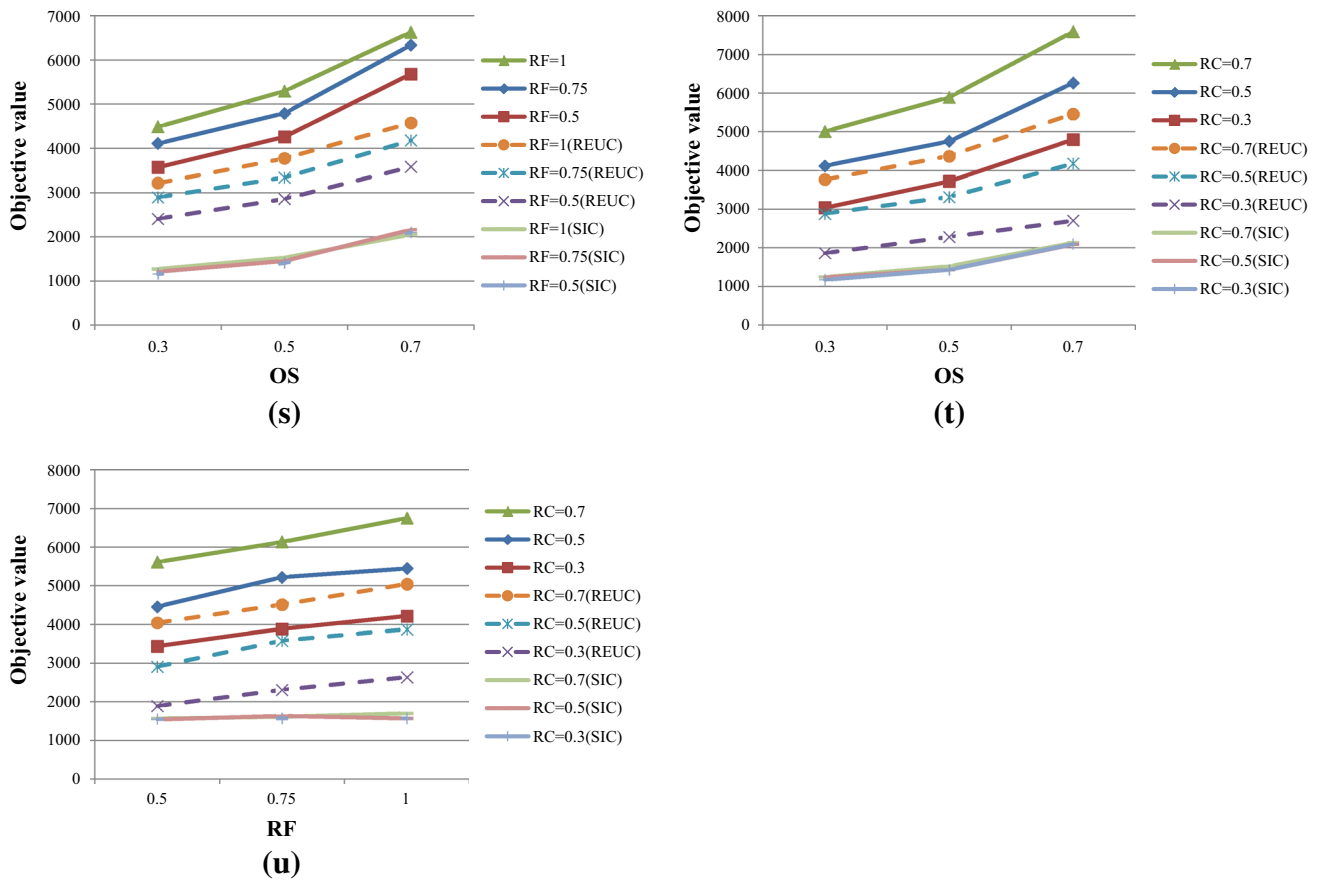 7000
6000
5000
4000
3000
2000
1000
0
Objective value
0.3 0.5 0.7
OS
RF=1
RF=0.75
RF=0.5
RF=1(REUC)
RF=0.75(REUC)
RF=0.5(REUC)
RF=1(SIC)
RF=0.75(SIC)
RF=0.5(SIC)
(s)
8000
7000
6000
5000
4000
3000
2000
1000
0
Objective value
0.3 0.5 0.7
OS
RC=0.7
RC=0.5
RC=0.3
RC=0.7(REUC)
RC=0.5(REUC)
RC=0.3(REUC)
RC=0.7(SIC)
RC=0.5(SIC)
RC=0.3(SIC)
(t)
8000
7000
6000
5000
4000
3000
2000
1000
0
Objective value
0.5 0.75 1
RF
RC=0.7
RC=0.5
RC=0.3
RC=0.7(REUC)
RC=0.5(REUC)
RC=0.3(REUC)
RC=0.7(SIC)
RC=0.5(SIC)
RC=0.3(SIC)
(u)